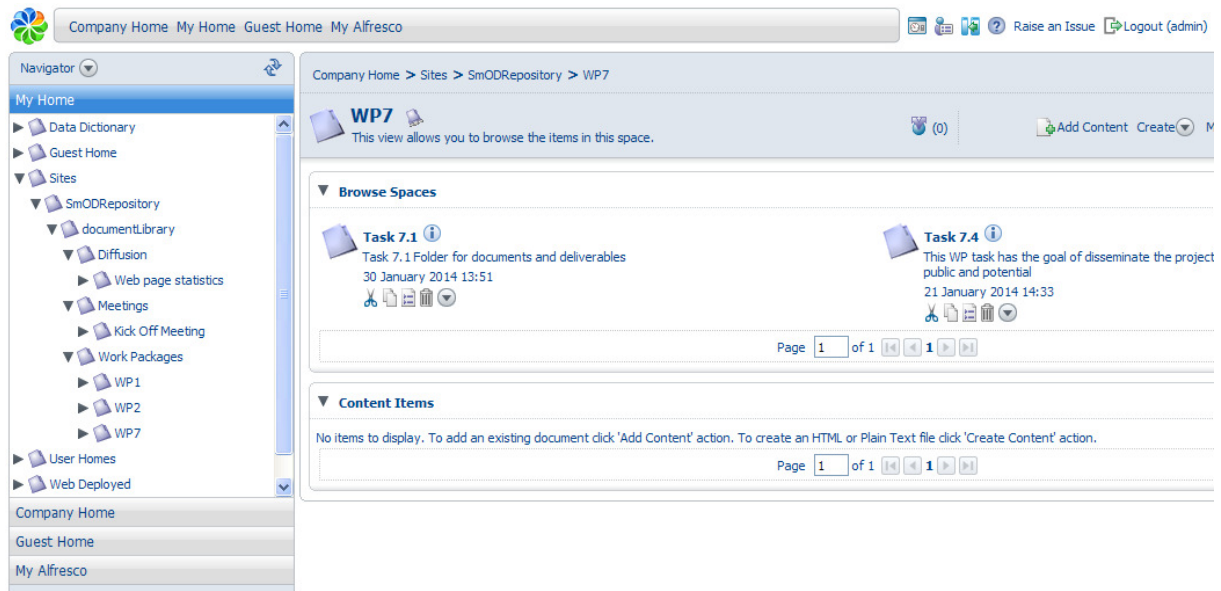 Company Home My Home Guest Home My Alfresco
Raise an Issue Logout (admin)
Navigator
My Home
Data Dictionary
Guest Home
Sites
SmODRepository
documentLibrary
Diffusion
Web page statistics
Meetings
Kick Off Meeting
Work Packages
WP1
WP2
WP7
User Homes
Web Deployed
Company Home
Guest Home
My Alfresco
Company Home > Sites > SmODRepository > WP7
WP7
This view allows you to browse the items in this space.
(0)
Add Content Create M
Browse Spaces
Task 7.1
Task 7.1 Folder for documents and deliverables
30 January 2014 13:51
Task 7.4
This WP task has the goal of disseminate the project
public and potential
21 January 2014 14:33
Page 1 of 1 1
Content Items
No items to display. To add an existing document click 'Add Content' action. To create an HTML or Plain Text file click 'Create Content' action.
Page 1 of 1 1